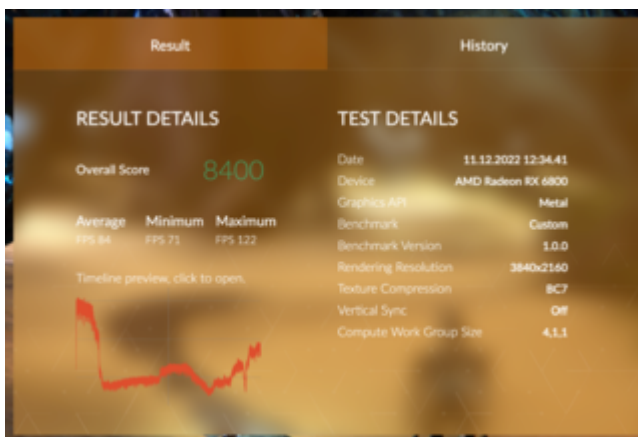 Result
History
RESULT DETAILS
Overall Score 8400
Average Minimum Maximum
FPS 84 FPS 71 FPS 122
Timeline preview, click to open.
TEST DETAILS
Date 11.12.2022 12:34.41
Device AMD Radeon RX 6800
Graphics API Metal
Benchmark Custom
Benchmark Version 1.0.0
Rendering Resolution 3840x2160
Texture Compression BC7
Vertical Sync Off
Compute Work Group Size 4,1,1